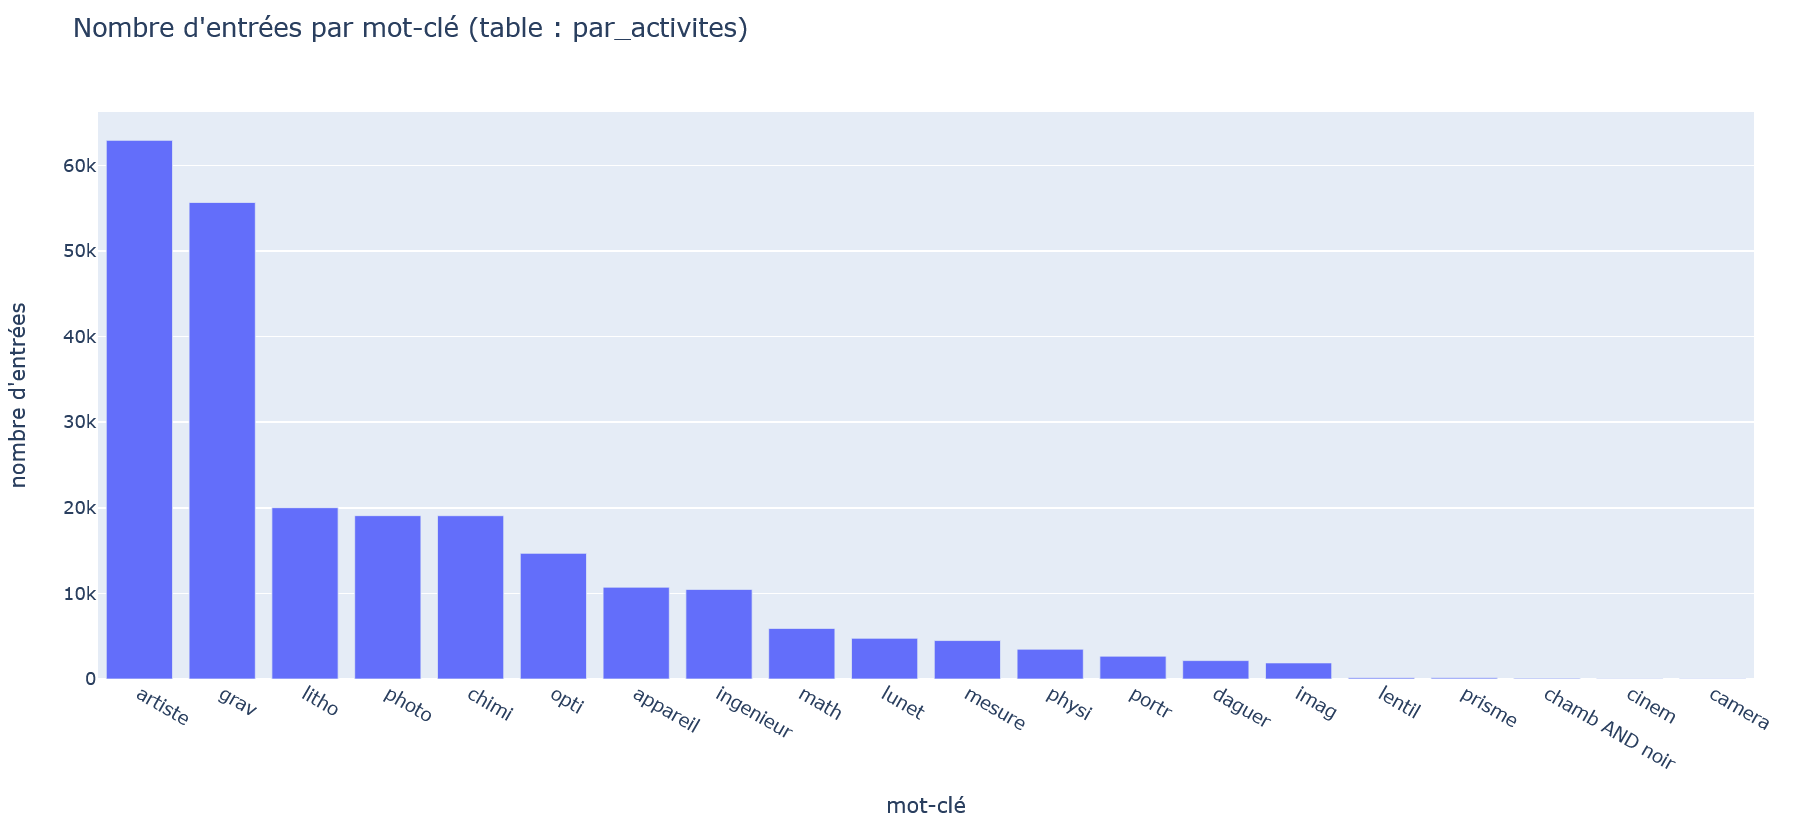 Nombre d'entrées par mot-clé (table : par_activites)
nombre d'entrées
60k
50k
40k
30k
20k
10k
0
artiste
grav
litho
photo
chimi
opti
appareil
ingenieur
math
lunet
mesure
physi
portr
daguer
imag
lentil
prisme
chamb AND noir
cinem
camera
mot-clé